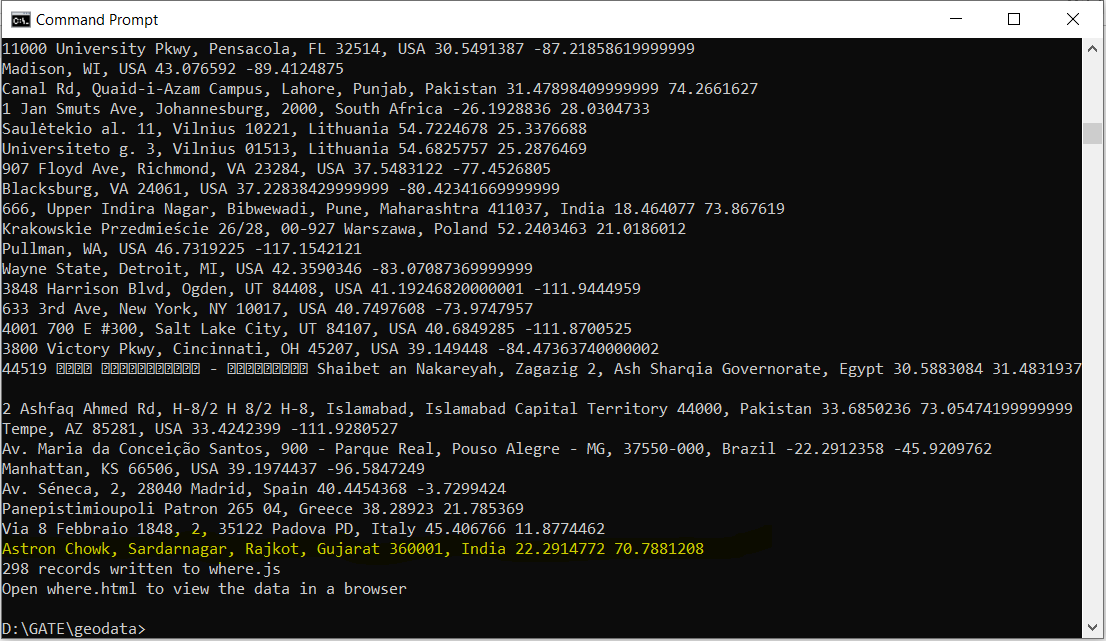 Command Prompt
11000 University Pkwy, Pensacola, FL 32514, USA 30.5491387 -87.21858619999999
Madison, WI, USA 43.076592 -89.4124875
Canal Rd, Quaid-i-Azam Campus, Lahore, Punjab, Pakistan 31.47898409999999 74.2661627
1 Jan Smuts Ave, Johannesburg, 2000, South Africa -26.1928836 28.0304733
Saulėtekio al. 11, Vilnius 10221, Lithuania 54.7224678 25.3376688
Universiteto g. 3, Vilnius 01513, Lithuania 54.6825757 25.2876469
907 Floyd Ave, Richmond, VA 23284, USA 37.5483122 -77.4526805
Blacksburg, VA 24061, USA 37.22838429999999 -80.42341669999999
666, Upper Indira Nagar, Bibwewadi, Pune, Maharashtra 411037, India 18.464077 73.867619
Krakowskie Przedmieście 26/28, 00-927 Warszawa, Poland 52.2403463 21.0186012
Pullman, WA, USA 46.7319225 -117.1542121
Wayne State, Detroit, MI, USA 42.3590346 -83.07087369999999
3848 Harrison Blvd, Ogden, UT 84408, USA 41.19246820000001 -111.9444959
633 3rd Ave, New York, NY 10017, USA 40.7497608 -73.9747957
4001 700 E #300, Salt Lake City, UT 84107, USA 40.6849285 -111.8700525
3800 Victory Pkwy, Cincinnati, OH 45207, USA 39.149448 -84.47363740000002
44519 - Shaibet an Nakareyah, Zagazig 2, Ash Sharqia Governorate, Egypt 30.5883084 31.4831937
2 Ashfaq Ahmed Rd, H-8/2 H 8/2 H-8, Islamabad, Islamabad Capital Territory 44000, Pakistan 33.6850236 73.05474199999999
Tempe, AZ 85281, USA 33.4242399 -111.9280527
Av. Maria da Conceição Santos, 900 - Parque Real, Pouso Alegre - MG, 37550-000, Brazil -22.2912358 -45.9209762
Manhattan, KS 66506, USA 39.1974437 -96.5847249
Av. Séneca, 2, 28040 Madrid, Spain 40.4454368 -3.7299424
Panepistimioupoli Patron 265 04, Greece 38.28923 21.785369
Via 8 Febbraio 1848, 2, 35122 Padova PD, Italy 45.406766 11.8774462
Astron Chowk, Sardarnagar, Rajkot, Gujarat 360001, India 22.2914772 70.7881208
298 records written to where.js
Open where.html to view the data in a browser
D:\GATE\geodata>